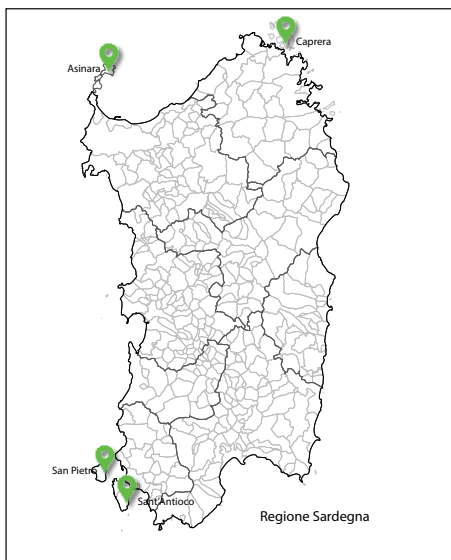 Caprera
Asinara
San Pietro
Sant'Antioco
Regione Sardegna